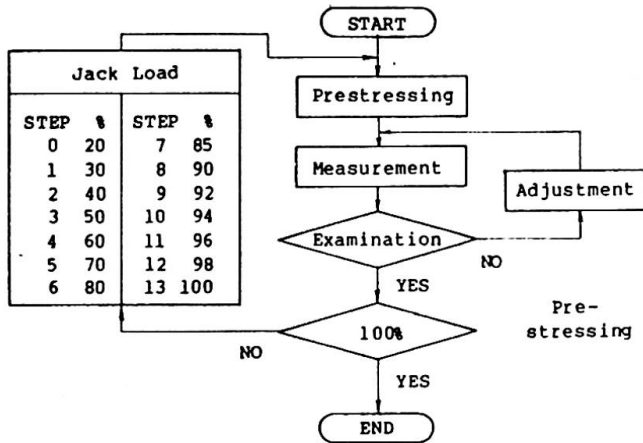 START
Jack Load
STEP % STEP %
0 20 7 85
1 30 8 90
2 40 9 92
3 50 10 94
4 60 11 96
5 70 12 98
6 80 13 100
Prestressing
Measurement
Adjustment
Examination
NO
YES
Pre-
stressing
100%
NO
YES
END